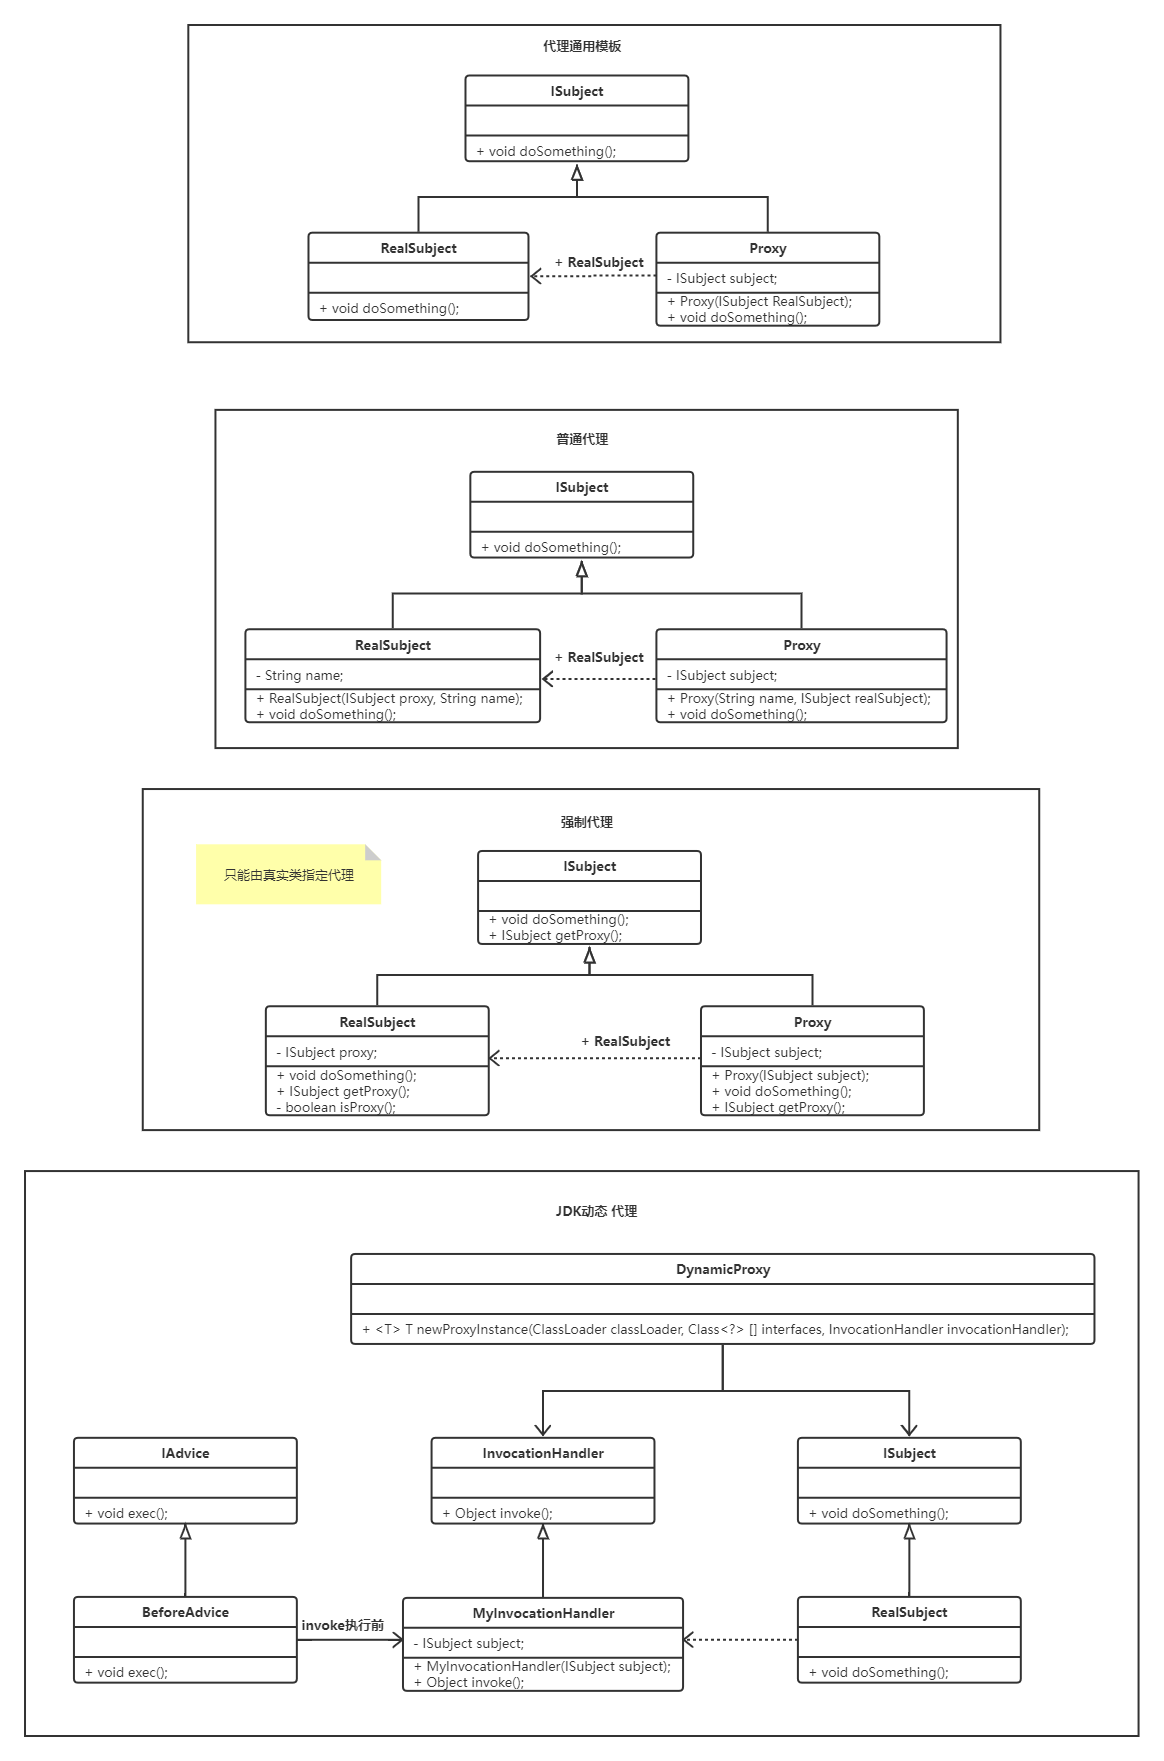 代理通用模板
ISubject
+ void doSomething();
RealSubject
+ void doSomething();
+ RealSubject
Proxy
- ISubject subject;
+ Proxy(ISubject RealSubject);
+ void doSomething();
普通代理
ISubject
+ void doSomething();
RealSubject
- String name;
+ RealSubject(ISubject proxy, String name);
+ void doSomething();
+ RealSubject
Proxy
- ISubject subject;
+ Proxy(String name, ISubject realSubject);
+ void doSomething();
强制代理
只能由真实类指定代理
ISubject
+ void doSomething();
+ ISubject getProxy();
RealSubject
- ISubject proxy;
+ void doSomething();
+ ISubject getProxy();
- boolean isProxy();
+ RealSubject
Proxy
- ISubject subject;
+ Proxy(ISubject subject);
+ void doSomething();
+ ISubject getProxy();
JDK动态 代理
DynamicProxy
+ <T> T newProxyInstance(ClassLoader classLoader, Class<?> [] interfaces, InvocationHandler invocationHandler);
IAdvice
+ void exec();
InvocationHandler
+ Object invoke();
ISubject
+ void doSomething();
BeforeAdvice
+ void exec();
invoke执行前
MyInvocationHandler
- ISubject subject;
+ MyInvocationHandler(ISubject subject);
+ Object invoke();
RealSubject
+ void doSomething();